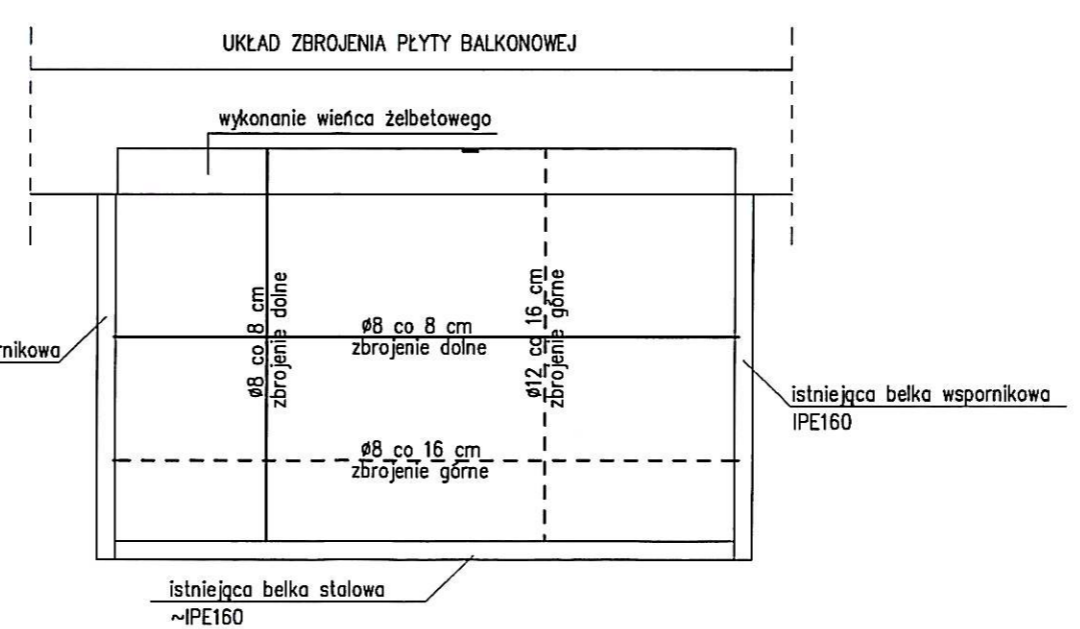 UKŁAD ZBROJENIA PŁYTY BALKONOWEJ
wykonanie wieńca żelbetowego
ø8 co 8 cm
zbrojenie dolne
ø8 co 8 cm
zbrojenie dolne
ø12 co 16 cm
zbrojenie górne
istniejąca belka wspornikowa
IPE160
ø8 co 16 cm
zbrojenie górne
istniejąca belka stalowa
~IPE160